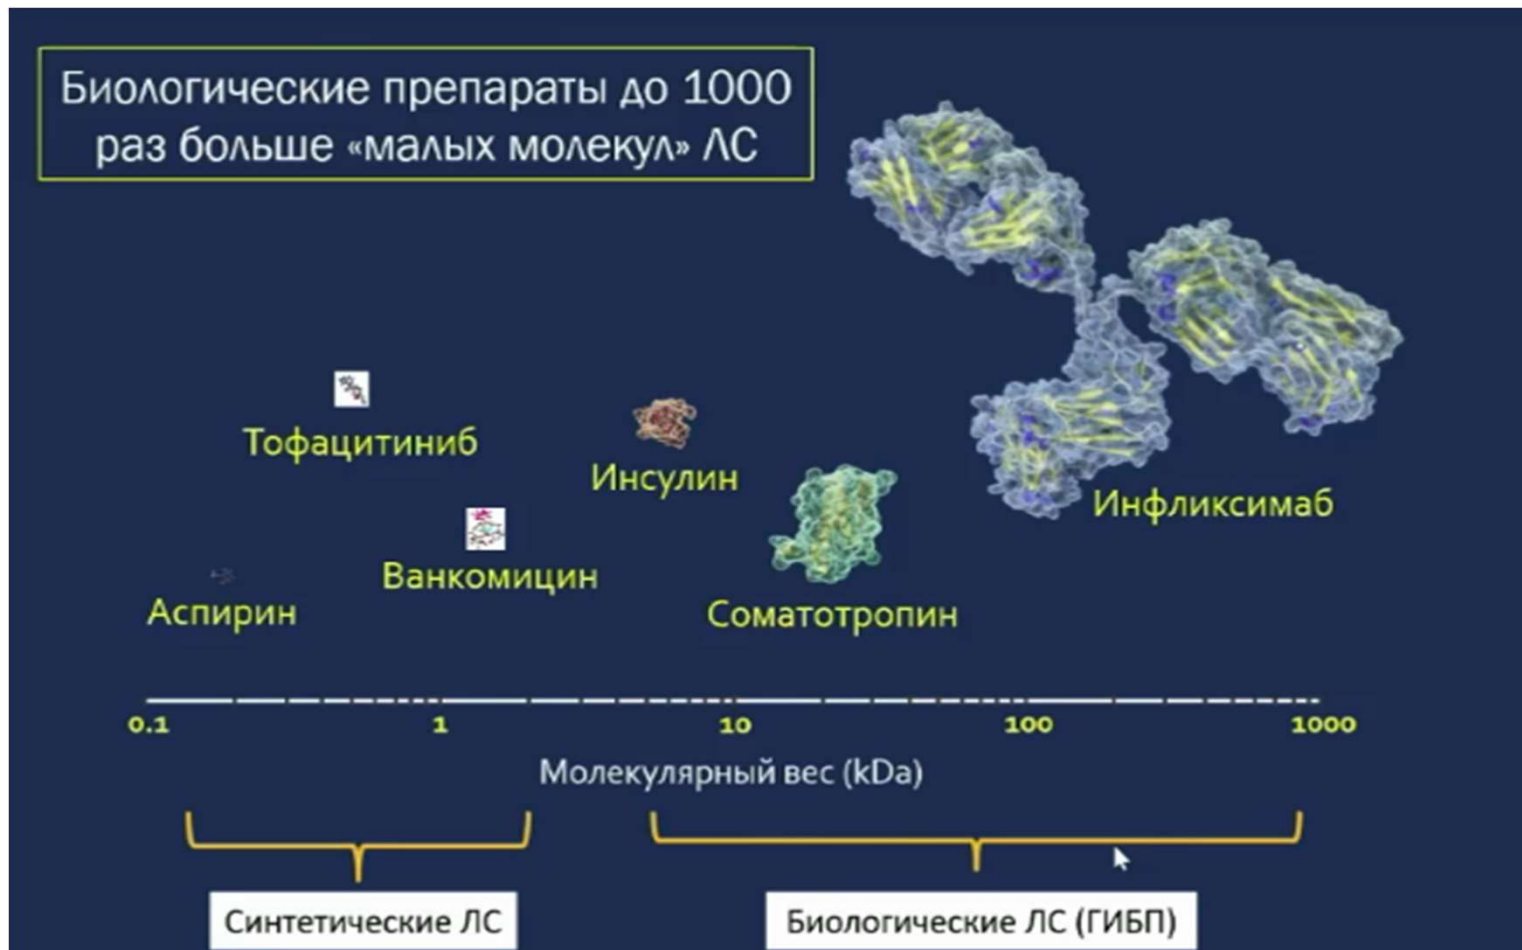 Биологические препараты до 1000
раз больше «малых молекул» ЛС
Тофацитиниб
Инсулин
Инфликсимаб
Ванкомицин
Аспирин
Соматотропин
0.1 1 10 100 1000
Молекулярный вес (kDa)
Синтетические ЛС
Биологические ЛС (ГИБП)